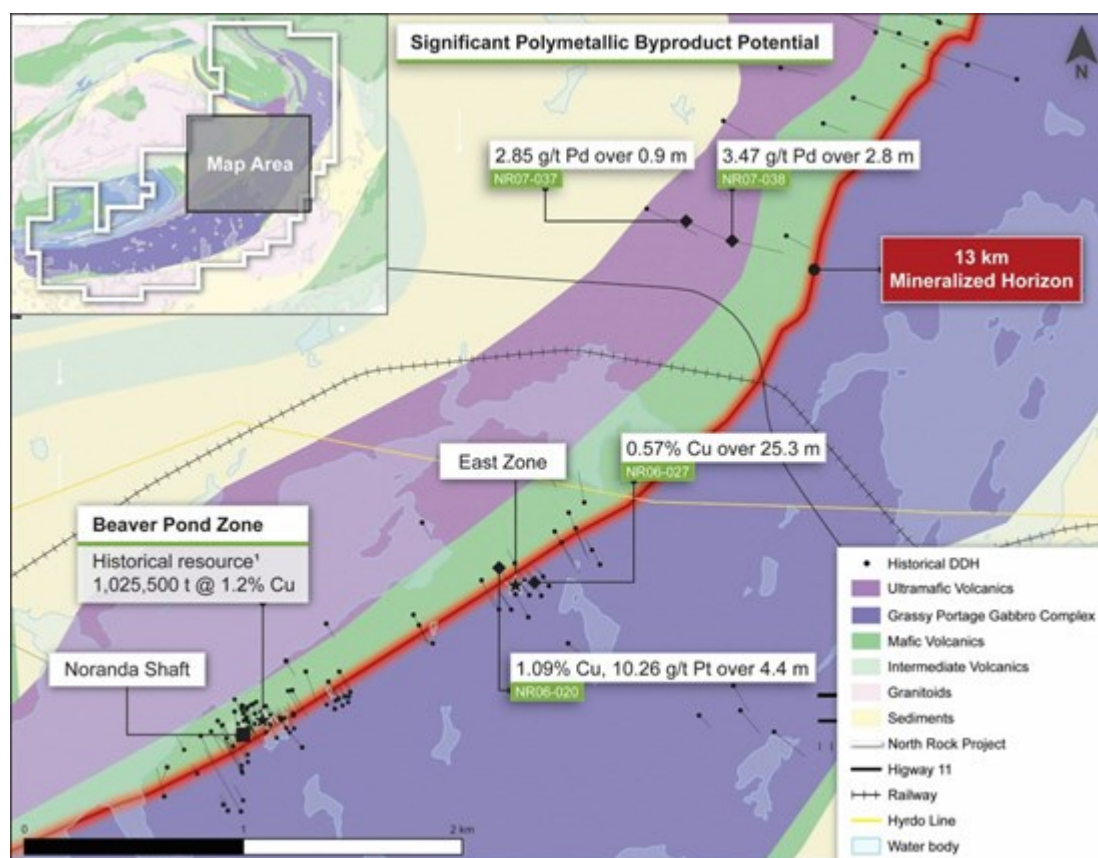 Significant Polymetallic Byproduct Potential
N
Map Area
2.85 g/t Pd over 0.9 m
NR07-037
3.47 g/t Pd over 2.8 m
NR07-038
13 km
Mineralized Horizon
0.57% Cu over 25.3 m
NR06-027
East Zone
Beaver Pond Zone
Historical resource¹
1,025,500 t @ 1.2% Cu
Noranda Shaft
1.09% Cu, 10.26 g/t Pt over 4.4 m
NR06-020
Historical DDH
Ultramafic Volcanics
Grassy Portage Gabbro Complex
Mafic Volcanics
Intermediate Volcanics
Granitoids
Sediments
North Rock Project
Higway 11
Railway
Hyrdo Line
Water body
0
1
2 km